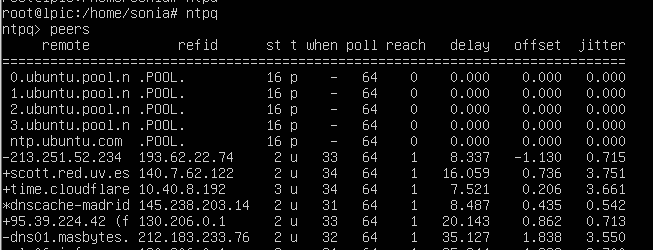 root@lpic:/home/sonia# ntpq
ntpq> peers
remote refid st t when poll reach delay offset jitter
==============================================================================
0.ubuntu.pool.n .POOL. 16 p - 64 0 0.000 0.000 0.000
1.ubuntu.pool.n .POOL. 16 p - 64 0 0.000 0.000 0.000
2.ubuntu.pool.n .POOL. 16 p - 64 0 0.000 0.000 0.000
3.ubuntu.pool.n .POOL. 16 p - 64 0 0.000 0.000 0.000
ntp.ubuntu.com .POOL. 16 p - 64 0 0.000 0.000 0.000
-213.251.52.234 193.62.22.74 2 u 33 64 1 8.337 -1.130 0.715
+scott.red.uv.es 140.7.62.122 2 u 34 64 1 16.059 0.736 3.751
+time.cloudflare 10.40.8.192 3 u 34 64 1 7.521 0.206 3.661
*dnscache-madrid 145.238.203.14 2 u 31 64 1 8.487 0.435 0.542
+95.39.224.42 (f 130.206.0.1 2 u 33 64 1 20.143 0.862 0.713
-dns01.masbytes. 212.183.233.76 2 u 32 64 1 35.127 1.838 3.550